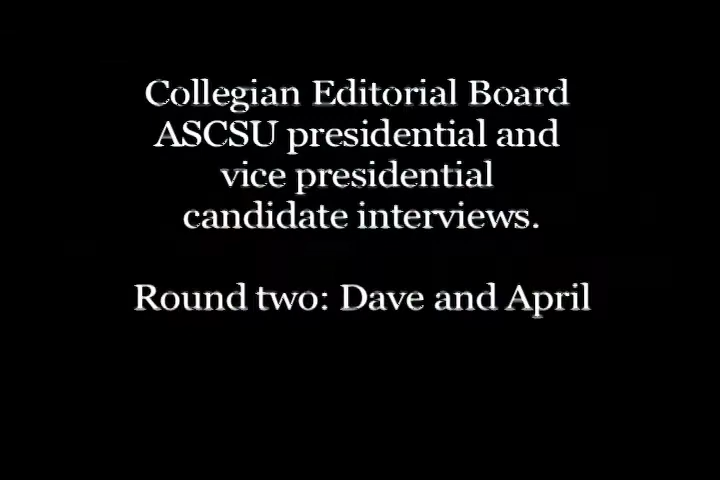 Collegian Editorial Board
ASCSU presidential and
vice presidential
candidate interviews.
Round two: Dave and April